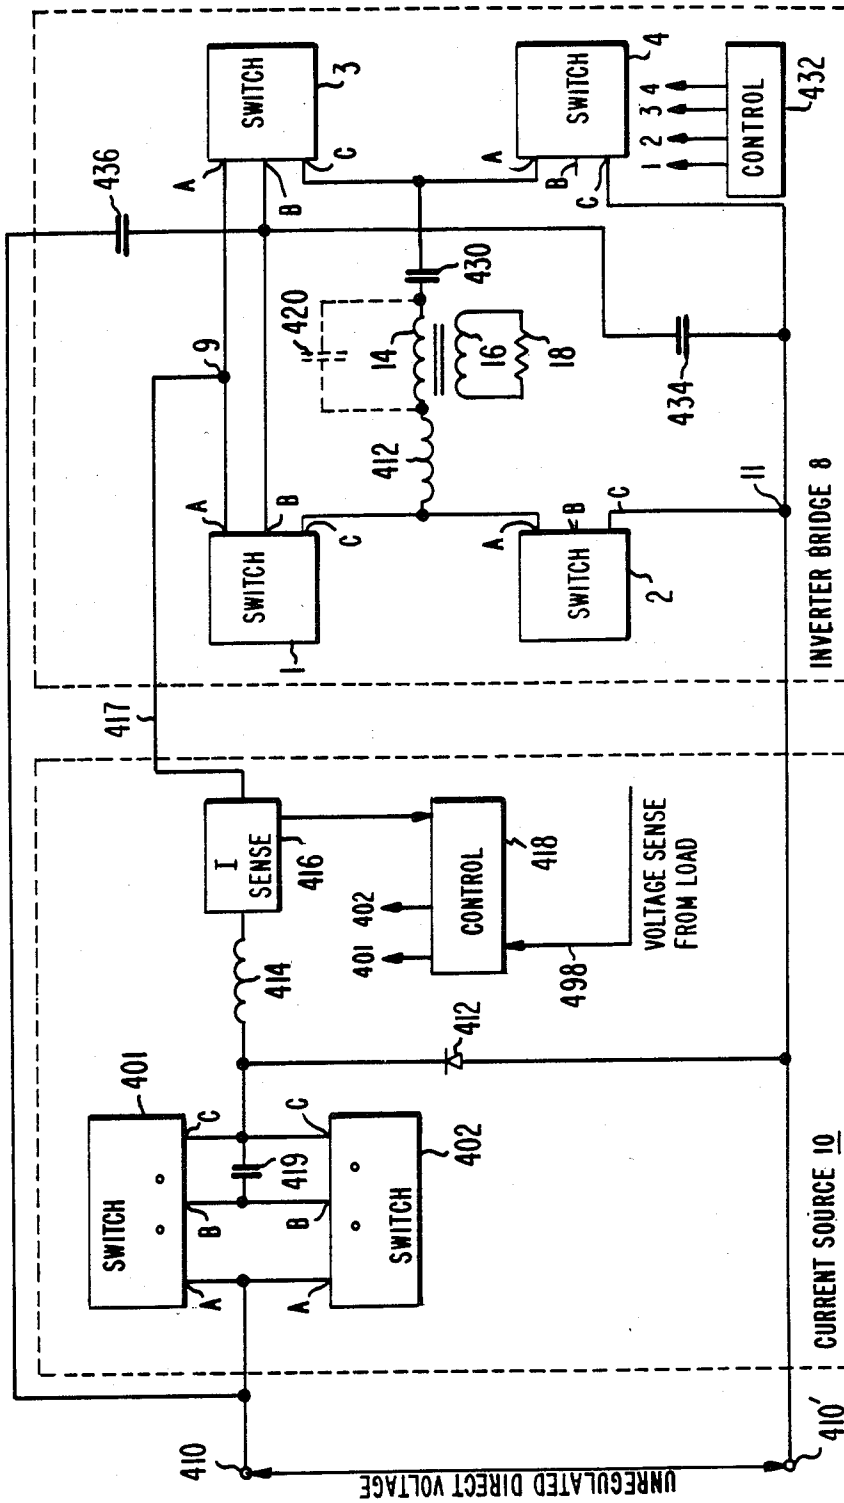 410
410'
UNREGULATED DIRECT VOLTAGE
CURRENT SOURCE 10
401
SWITCH
A
B
C
419
A
B
C
SWITCH
402
412
414
I
SENSE
416
417
401
402
CONTROL
418
498
VOLTAGE SENSE
FROM LOAD
INVERTER BRIDGE 8
1
SWITCH
A
B
C
9
436
A
B
C
SWITCH
3
412
420
14
16
18
430
2
SWITCH
A
B
C
11
434
A
B
C
SWITCH
4
1 2 3 4
CONTROL
432